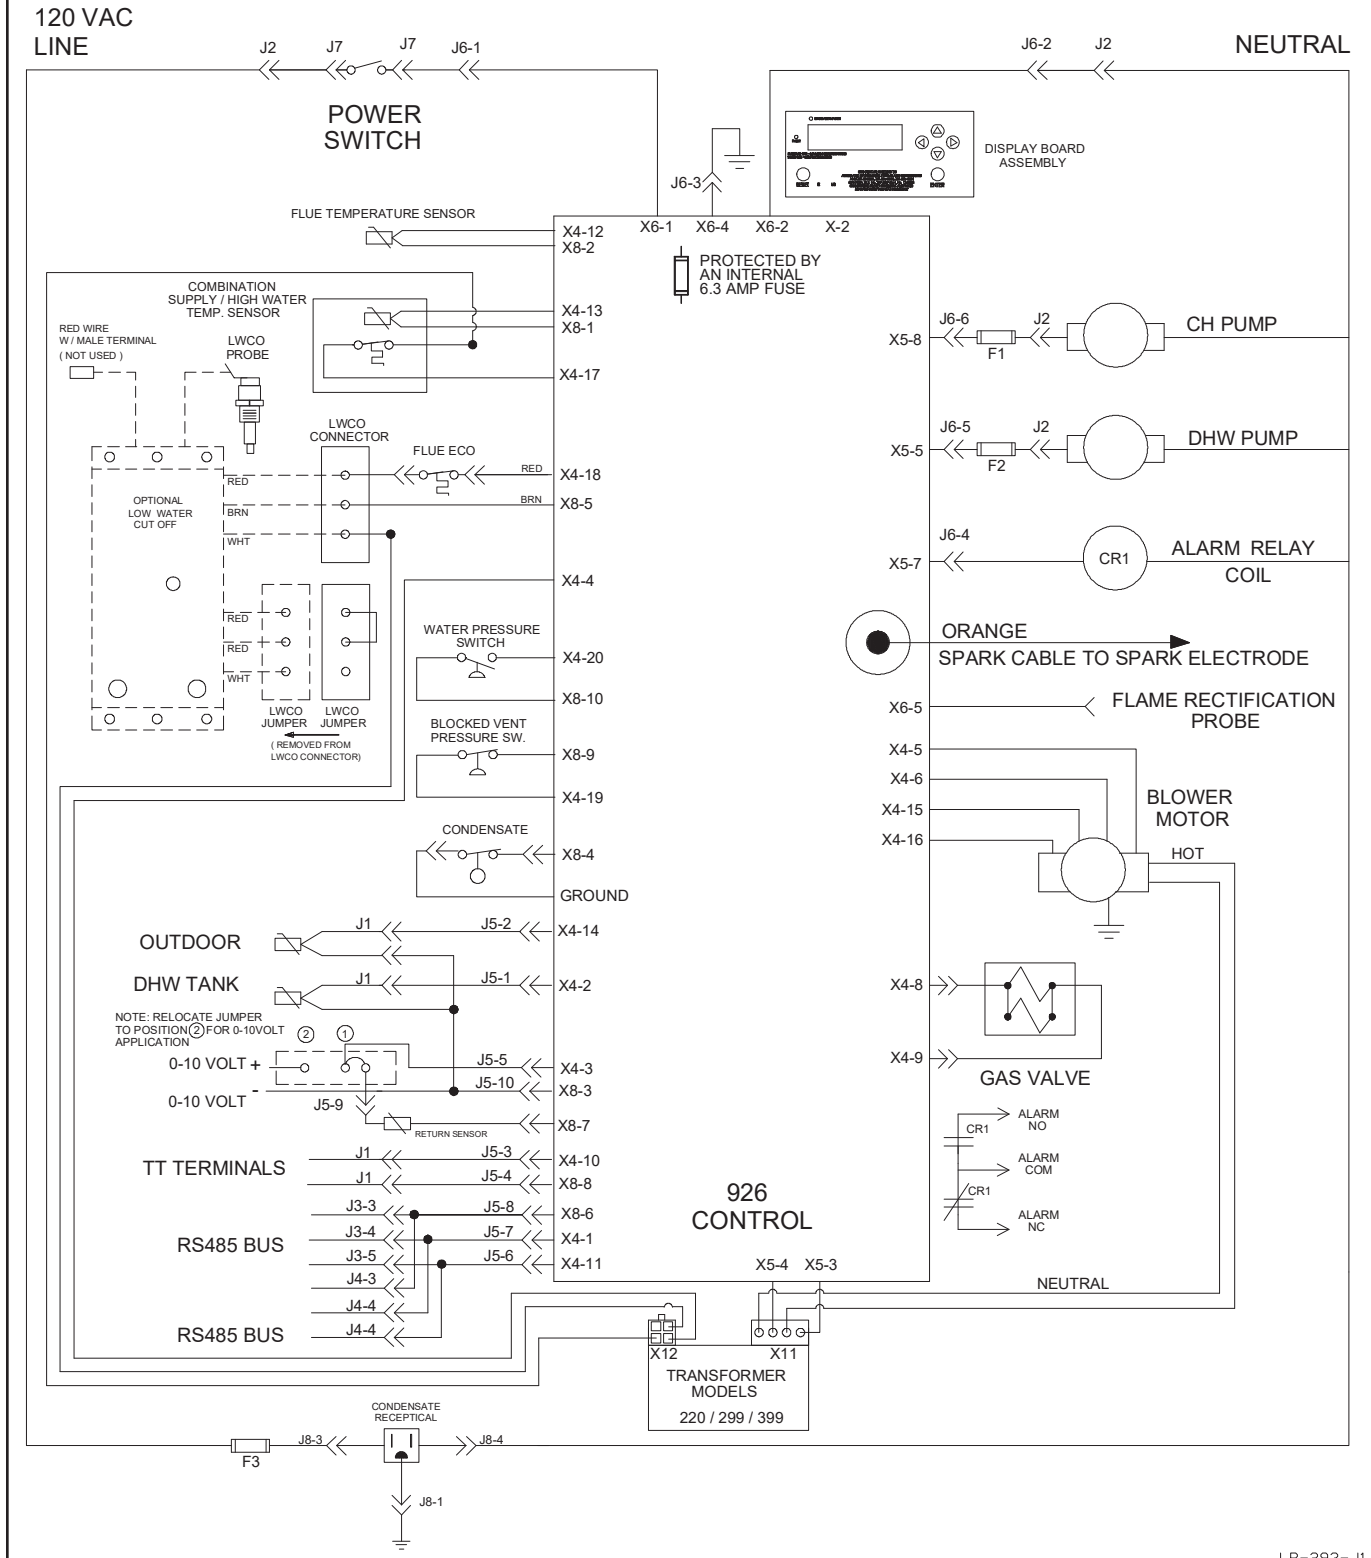 120 VAC
LINE
J2
J7
J7
J6-1
J6-2
J2
NEUTRAL
POWER
SWITCH
DISPLAY BOARD
ASSEMBLY
J6-3
FLUE TEMPERATURE SENSOR
X4-12
X8-2
X6-1
X6-4
X6-2
X-2
PROTECTED BY
AN INTERNAL
6.3 AMP FUSE
COMBINATION
SUPPLY / HIGH WATER
TEMP. SENSOR
X4-13
X8-1
X4-17
RED WIRE
W / MALE TERMINAL
( NOT USED )
LWCO
PROBE
J6-6
F1
J2
CH PUMP
X5-8
J6-5
F2
J2
DHW PUMP
X5-5
LWCO
CONNECTOR
FLUE ECO
RED
X4-18
BRN
X8-5
OPTIONAL
LOW WATER
CUT OFF
RED
BRN
WHT
RED
RED
WHT
J6-4
X5-7
CR1
ALARM RELAY
COIL
X4-4
WATER PRESSURE
SWITCH
X4-20
X8-10
ORANGE
SPARK CABLE TO SPARK ELECTRODE
LWCO
JUMPER
LWCO
JUMPER
( REMOVED FROM
LWCO CONNECTOR)
X6-5
FLAME RECTIFICATION
PROBE
BLOCKED VENT
PRESSURE SW.
X8-9
X4-19
X4-5
X4-6
X4-15
X4-16
BLOWER
MOTOR
HOT
CONDENSATE
X8-4
GROUND
OUTDOOR
J1
J5-2
X4-14
DHW TANK
J1
J5-1
X4-2
X4-8
X4-9
GAS VALVE
NOTE: RELOCATE JUMPER
TO POSITION 2 FOR 0-10VOLT
APPLICATION
2
1
0-10 VOLT +
J5-5
X4-3
0-10 VOLT -
J5-10
X8-3
J5-9
RETURN SENSOR
X8-7
CR1
ALARM
NO
ALARM
COM
CR1
ALARM
NC
TT TERMINALS
J1
J5-3
X4-10
J1
J5-4
X8-8
J3-3
J5-8
X8-6
RS485 BUS
J3-4
J5-7
X4-1
J3-5
J5-6
X4-11
J4-3
J4-4
RS485 BUS
J4-4
926
CONTROL
X5-4
X5-3
NEUTRAL
X12
X11
TRANSFORMER
MODELS
220 / 299 / 399
CONDENSATE
RECEPTICAL
F3
J8-3
J8-4
J8-1